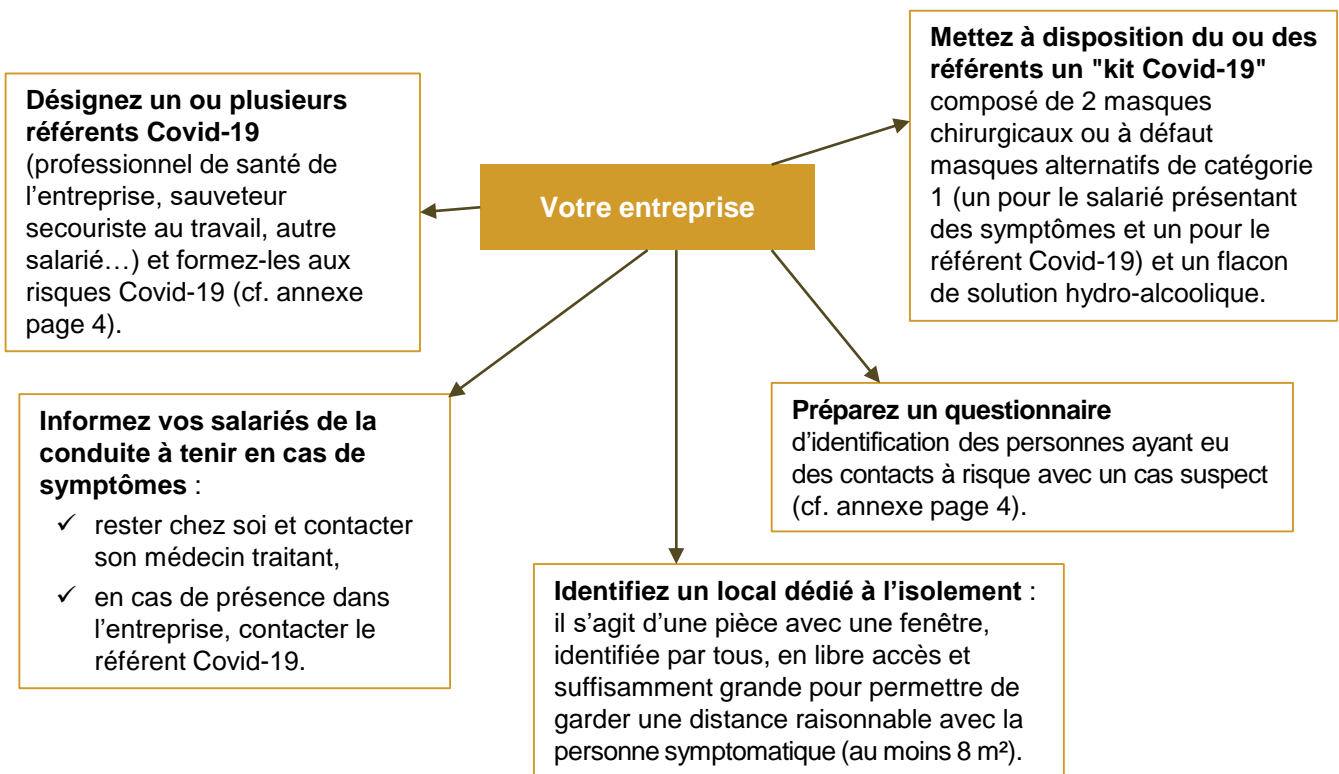 Mettez à disposition du ou des
référents un "kit Covid-19"
composé de 2 masques
chirurgicaux ou à défaut
masques alternatifs de catégorie
1 (un pour le salarié présentant
des symptômes et un pour le
référent Covid-19) et un flacon
de solution hydro-alcoolique.
Désignez un ou plusieurs
référents Covid-19
(professionnel de santé de
l’entreprise, sauveteur
secouriste au travail, autre
salarié…) et formez-les aux
risques Covid-19 (cf. annexe
page 4).
Votre entreprise
Informez vos salariés de la
conduite à tenir en cas de
symptômes :
✓ rester chez soi et contacter
son médecin traitant,
✓ en cas de présence dans
l’entreprise, contacter le
référent Covid-19.
Préparez un questionnaire
d’identification des personnes ayant eu
des contacts à risque avec un cas suspect
(cf. annexe page 4).
Identifiez un local dédié à l’isolement :
il s’agit d’une pièce avec une fenêtre,
identifiée par tous, en libre accès et
suffisamment grande pour permettre de
garder une distance raisonnable avec la
personne symptomatique (au moins 8 m²).